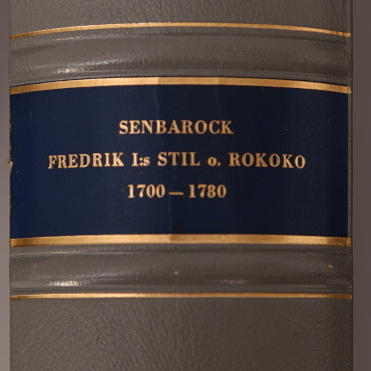 SENBAROCK
FREDRIK I:s STIL o. ROKOKO
1700 — 1780